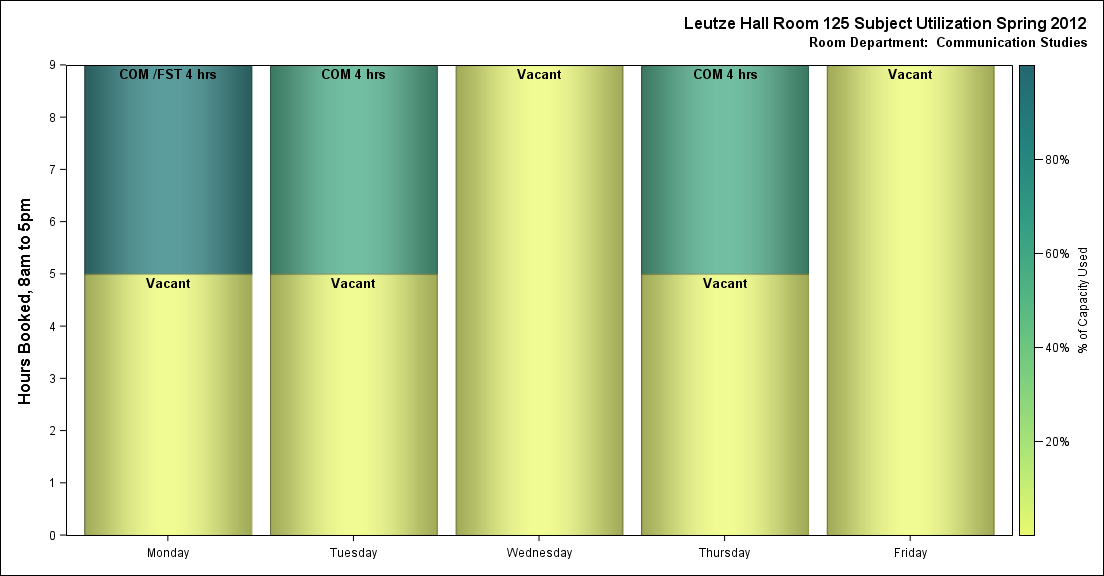 Leutze Hall Room 125 Subject Utilization Spring 2012
Room Department:  Communication Studies
Hours Booked, 8am to 5pm
9
8
7
6
5
4
3
2
1
0
COM /FST 4 hrs
COM 4 hrs
Vacant
COM 4 hrs
Vacant
Vacant
Vacant
Vacant
Monday
Tuesday
Wednesday
Thursday
Friday
80%
60%
40%
20%
% of Capacity Used